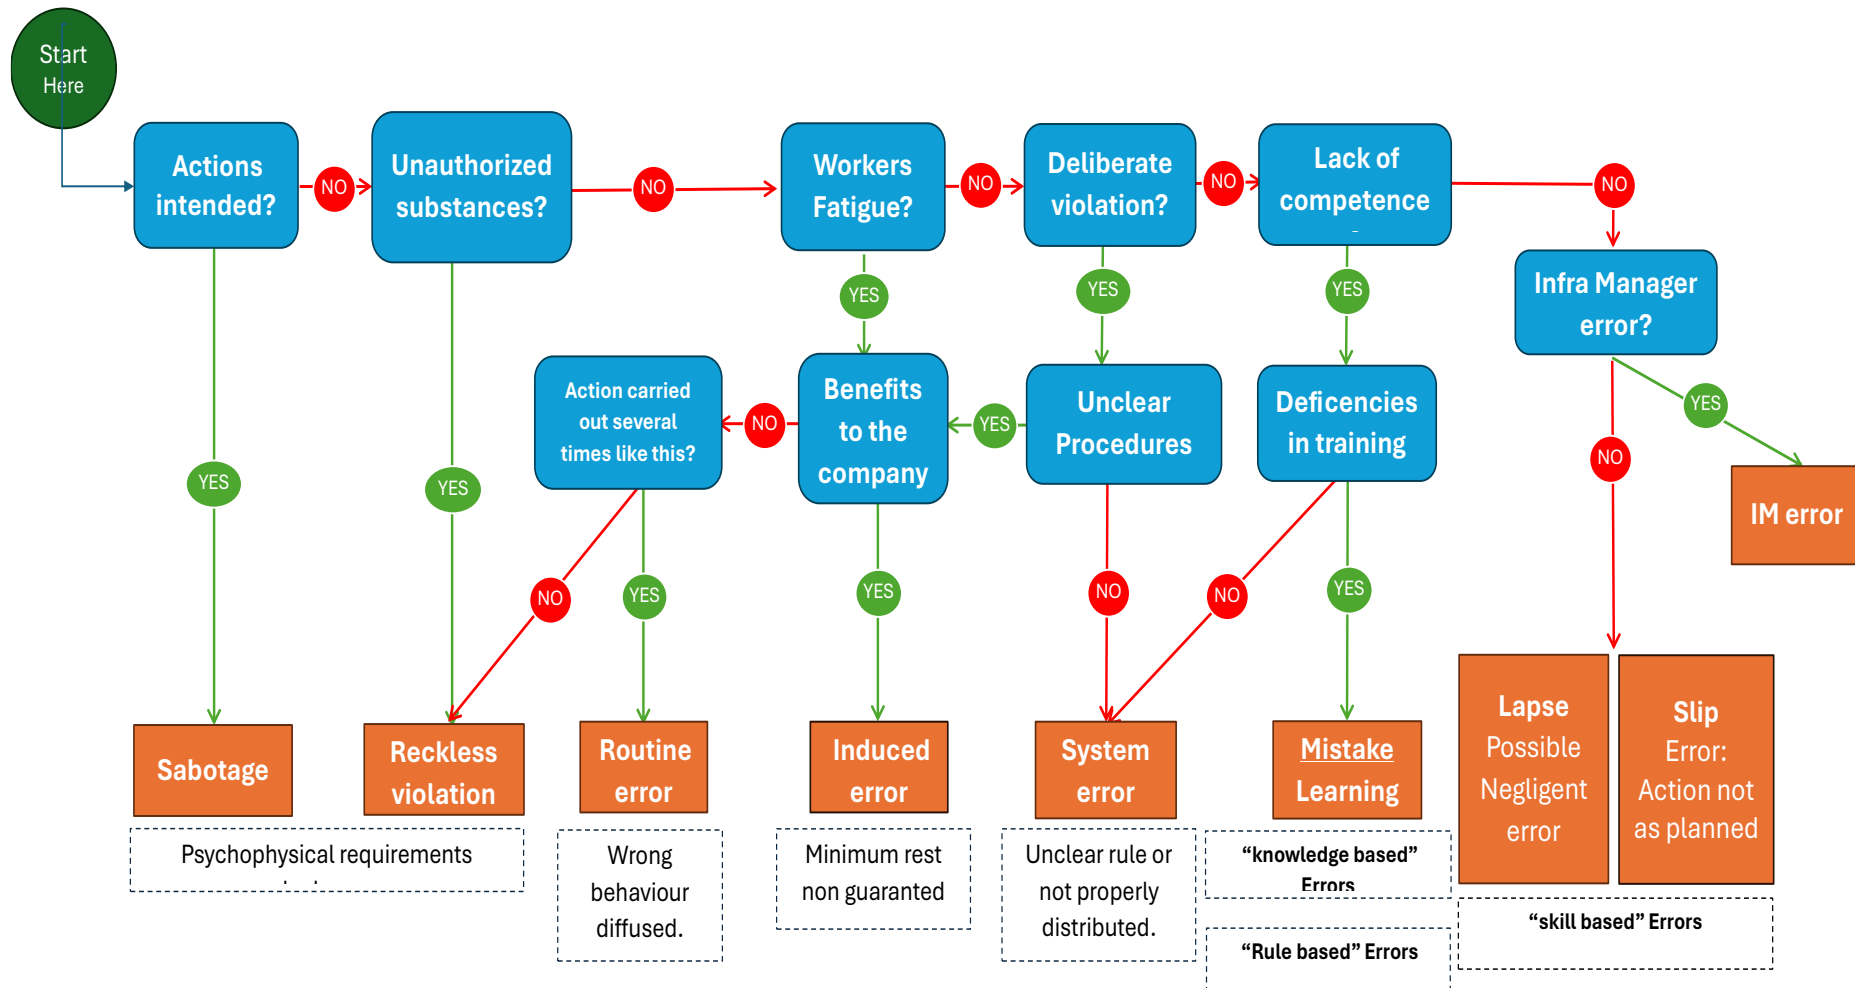 Start
Here
Actions
intended?
NO
Unauthorized
substances?
NO
Workers
Fatigue?
NO
Deliberate
violation?
NO
Lack of
competence
NO
Infra Manager
error?
YES
YES
YES
YES
YES
Action carried
out several
times like this?
NO
Benefits
to the
company
YES
Unclear
Procedures
Deficencies
in training
NO
YES
IM error
NO
YES
YES
NO
NO
YES
Sabotage
Reckless
violation
Routine
error
Induced
error
System
error
Mistake
Learning
Lapse
Possible
Negligent
error
Slip
Error:
Action not
as planned
Psychophysical requirements
Wrong
behaviour
diffused.
Minimum rest
non guaranted
Unclear rule or
not properly
distributed.
“knowledge based”
Errors
“Rule based” Errors
“skill based” Errors